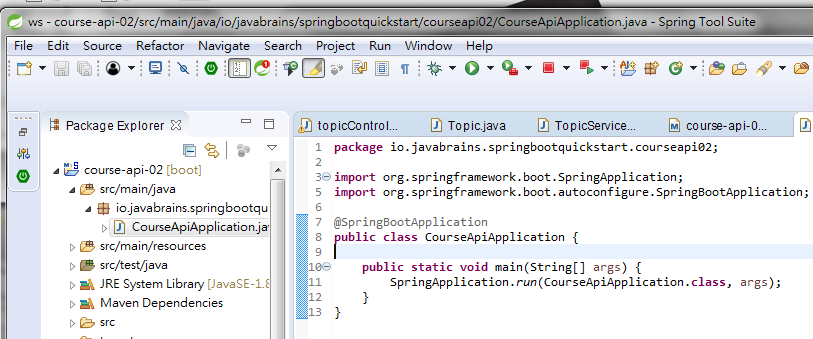 ws - course-api-02/src/main/java/io/javabrains/springbootquickstart/courseapi02/CourseApiApplication.java - Spring Tool Suite
File Edit Source Refactor Navigate Search Project Run Window Help
Package Explorer
topicControl...
Topic.java
TopicService...
course-api-0...
course-api-02 [boot]
src/main/java
io.javabrains.springbootqu
CourseApiApplication.jav
src/main/resources
src/test/java
JRE System Library [JavaSE-1.8
Maven Dependencies
src
1 package io.javabrains.springbootquickstart.courseapi02;
2
3 import org.springframework.boot.SpringApplication;
5 import org.springframework.boot.autoconfigure.SpringBootApplication;
6
7 @SpringBootApplication
8 public class CourseApiApplication {
9
10 public static void main(String[] args) {
11 SpringApplication.run(CourseApiApplication.class, args);
12 }
13 }